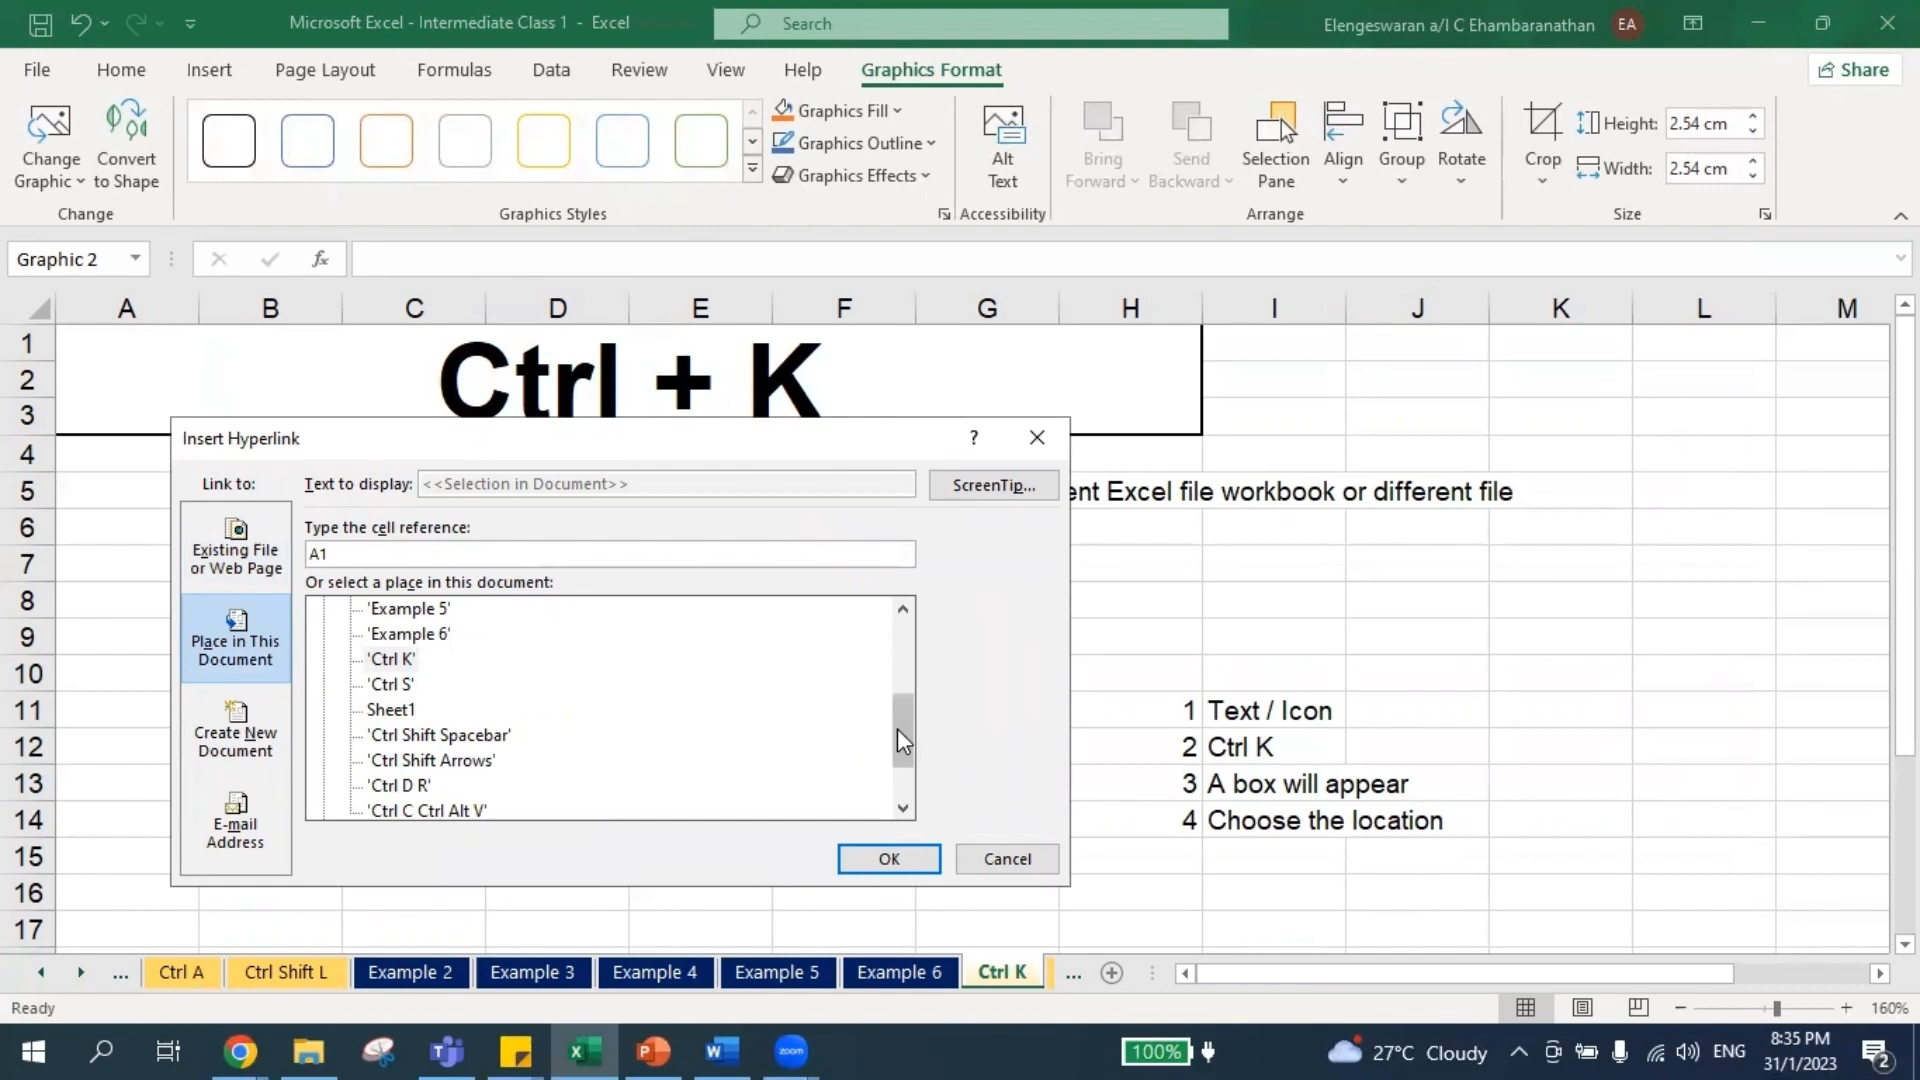 Microsoft Excel - Intermediate Class 1 - Excel
Search
Elengeswaran a/l C Ehambaranathan
EA
File
Home
Insert
Page Layout
Formulas
Data
Review
View
Help
Graphics Format
Share
Change
Graphic
Convert
to Shape
Change
Graphics Styles
Graphics Fill
Graphics Outline
Graphics Effects
Alt
Text
Accessibility
Bring
Forward
Send
Backward
Selection
Pane
Align
Group
Rotate
Arrange
Crop
Height:
2.54 cm
Width:
2.54 cm
Size
Graphic 2
fx
A B C D E F G H I J K L M
1
2
3
4
5
6
7
8
9
10
11
12
13
14
15
16
17
Ctrl + K
ent Excel file workbook or different file
1 Text / Icon
2 Ctrl K
3 A box will appear
4 Choose the location
Insert Hyperlink
?
Link to:
Text to display:
<<Selection in Document>>
ScreenTip...
Existing File
or Web Page
Place in This
Document
Create New
Document
E-mail
Address
Type the cell reference:
A1
Or select a place in this document:
'Example 5'
'Example 6'
'Ctrl K'
'Ctrl S'
Sheet1
'Ctrl Shift Spacebar'
'Ctrl Shift Arrows'
'Ctrl D R'
'Ctrl C Ctrl Alt V'
OK
Cancel
... Ctrl A Ctrl Shift L Example 2 Example 3 Example 4 Example 5 Example 6 Ctrl K ...
Ready
160%
zoom
100%
27°C Cloudy
ENG
8:35 PM
31/1/2023
2